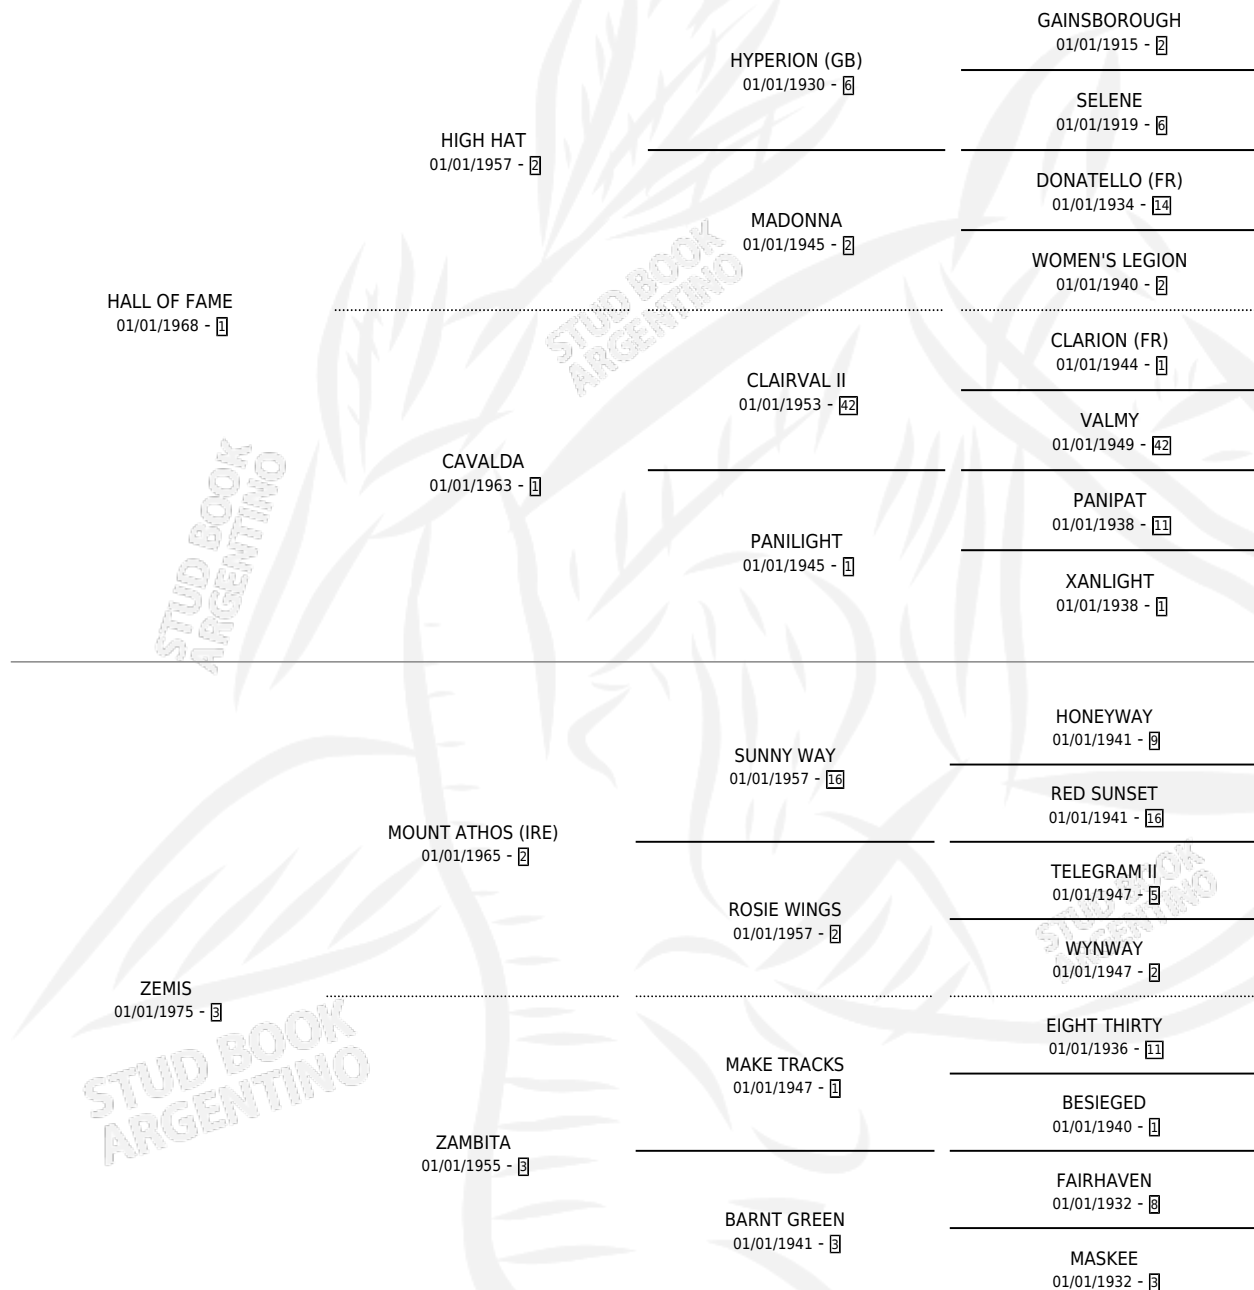 GAINSBOROUGH
01/01/1915 - 2
HYPERION (GB)
01/01/1930 - 6
SELENE
01/01/1919 - 6
HIGH HAT
01/01/1957 - 2
DONATELLO (FR)
01/01/1934 - 14
MADONNA
01/01/1945 - 2
WOMEN'S LEGION
01/01/1940 - 2
HALL OF FAME
01/01/1968 - 1
CLARION (FR)
01/01/1944 - 1
CLAIRVAL II
01/01/1953 - 42
VALMY
01/01/1949 - 42
CAVALDA
01/01/1963 - 1
PANIPAT
01/01/1938 - 11
PANILIGHT
01/01/1945 - 1
XANLIGHT
01/01/1938 - 1
STUD BOOK
ARGENTINO
STUD BOOK
ARGENTINO
HONEYWAY
01/01/1941 - 9
SUNNY WAY
01/01/1957 - 16
RED SUNSET
01/01/1941 - 16
MOUNT ATHOS (IRE)
01/01/1965 - 2
TELEGRAM II
01/01/1947 - 5
ROSIE WINGS
01/01/1957 - 2
WYNWAY
01/01/1947 - 2
STUD BOOK
ARGENTINO
ZEMIS
01/01/1975 - 3
EIGHT THIRTY
01/01/1936 - 11
MAKE TRACKS
01/01/1947 - 1
BESIEGED
01/01/1940 - 1
ZAMBITA
01/01/1955 - 3
FAIRHAVEN
01/01/1932 - 8
BARNT GREEN
01/01/1941 - 3
MASKEE
01/01/1932 - 3
STUD BOOK
ARGENTINO